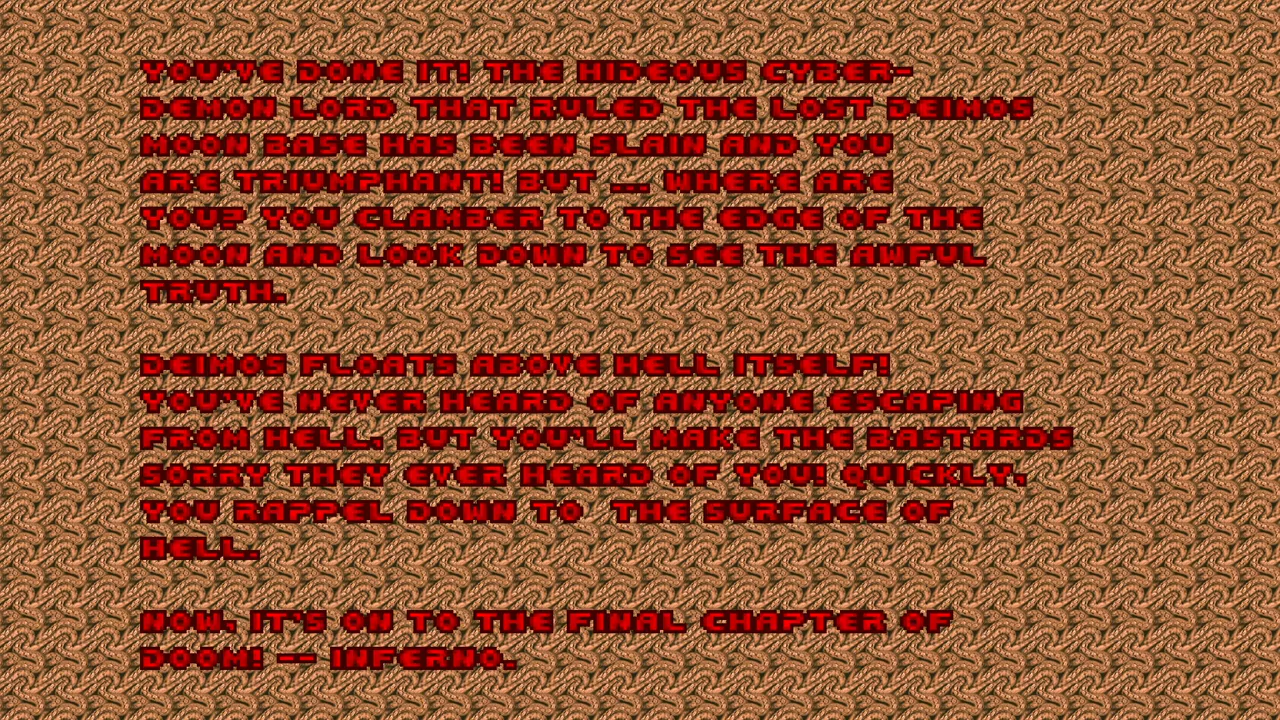 YOU'VE DONE IT! THE HIDEOUS CYBER-
DEMON LORD THAT RULED THE LOST DEIMOS
MOON BASE HAS BEEN SLAIN AND YOU
ARE TRIUMPHANT! BUT ... WHERE ARE
YOU? YOU CLAMBER TO THE EDGE OF THE
MOON AND LOOK DOWN TO SEE THE AWFUL
TRUTH.

DEIMOS FLOATS ABOVE HELL ITSELF!
YOU'VE NEVER HEARD OF ANYONE ESCAPING
FROM HELL, BUT YOU'LL MAKE THE BASTARDS
SORRY THEY EVER HEARD OF YOU! QUICKLY,
YOU RAPPEL DOWN TO  THE SURFACE OF
HELL.

NOW, IT'S ON TO THE FINAL CHAPTER OF
DOOM! -- INFERNO.